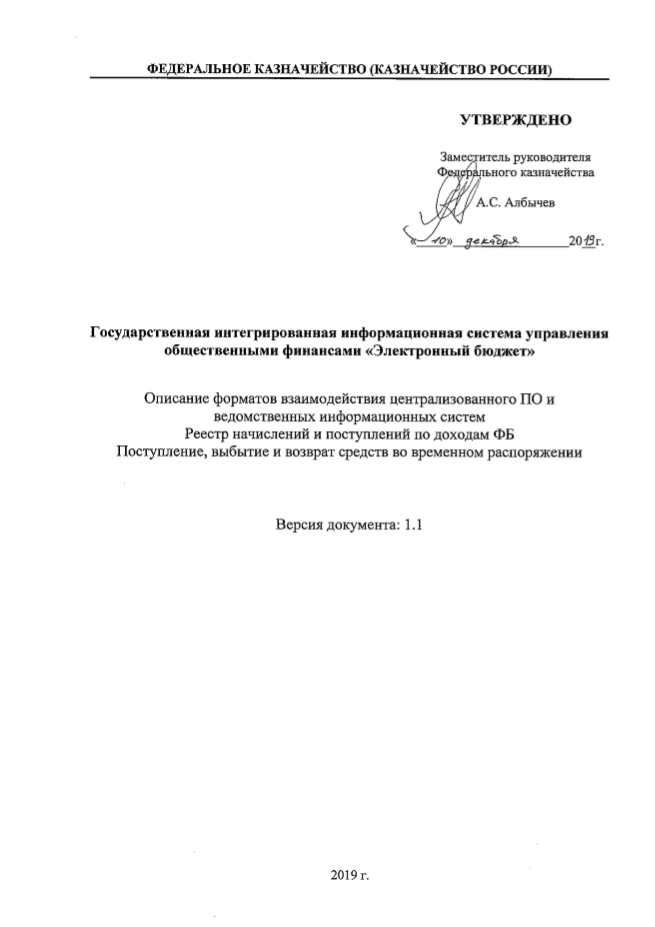 ФЕДЕРАЛЬНОЕ КАЗНАЧЕЙСТВО (КАЗНАЧЕЙСТВО РОССИИ)
УТВЕРЖДЕНО
Заместитель руководителя
Федерального казначейства
А.С. Албычев
«10» декабря 2019г.
Государственная интегрированная информационная система управления
общественными финансами «Электронный бюджет»
Описание форматов взаимодействия централизованного ПО и
ведомственных информационных систем
Реестр начислений и поступлений по доходам ФБ
Поступление, выбытие и возврат средств во временном распоряжении
Версия документа: 1.1
2019 г.